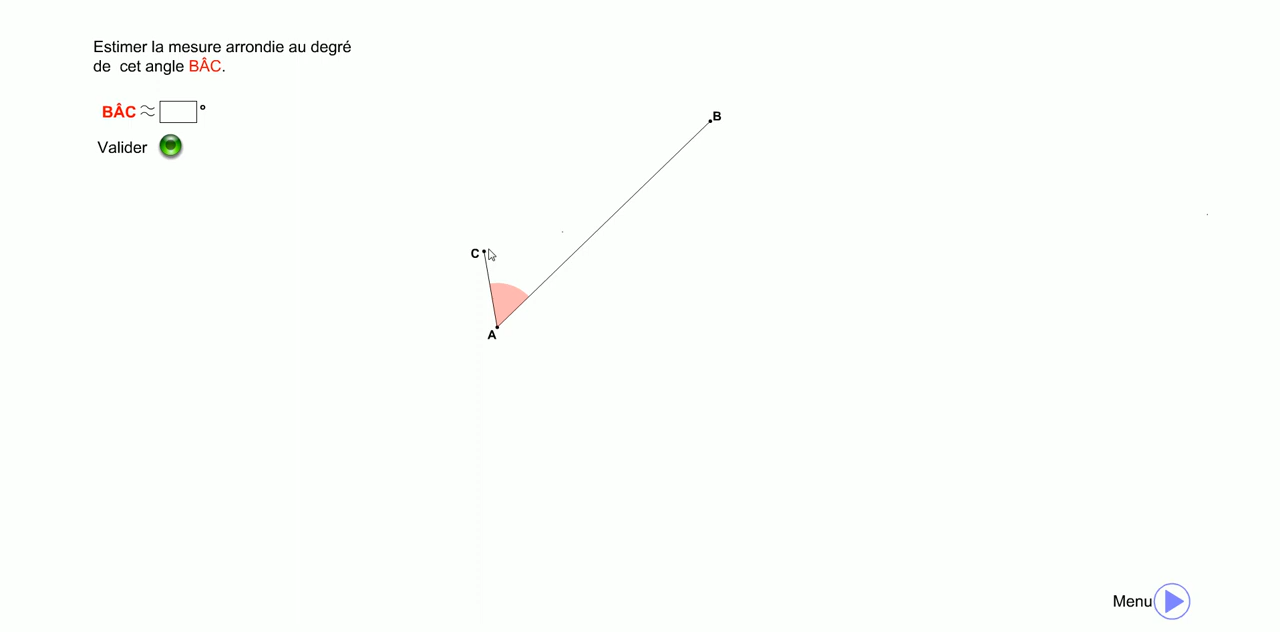 Estimer la mesure arrondie au degré
de cet angle BÂC.
BÂC ≈ °
Valider
B
C
A
Menu